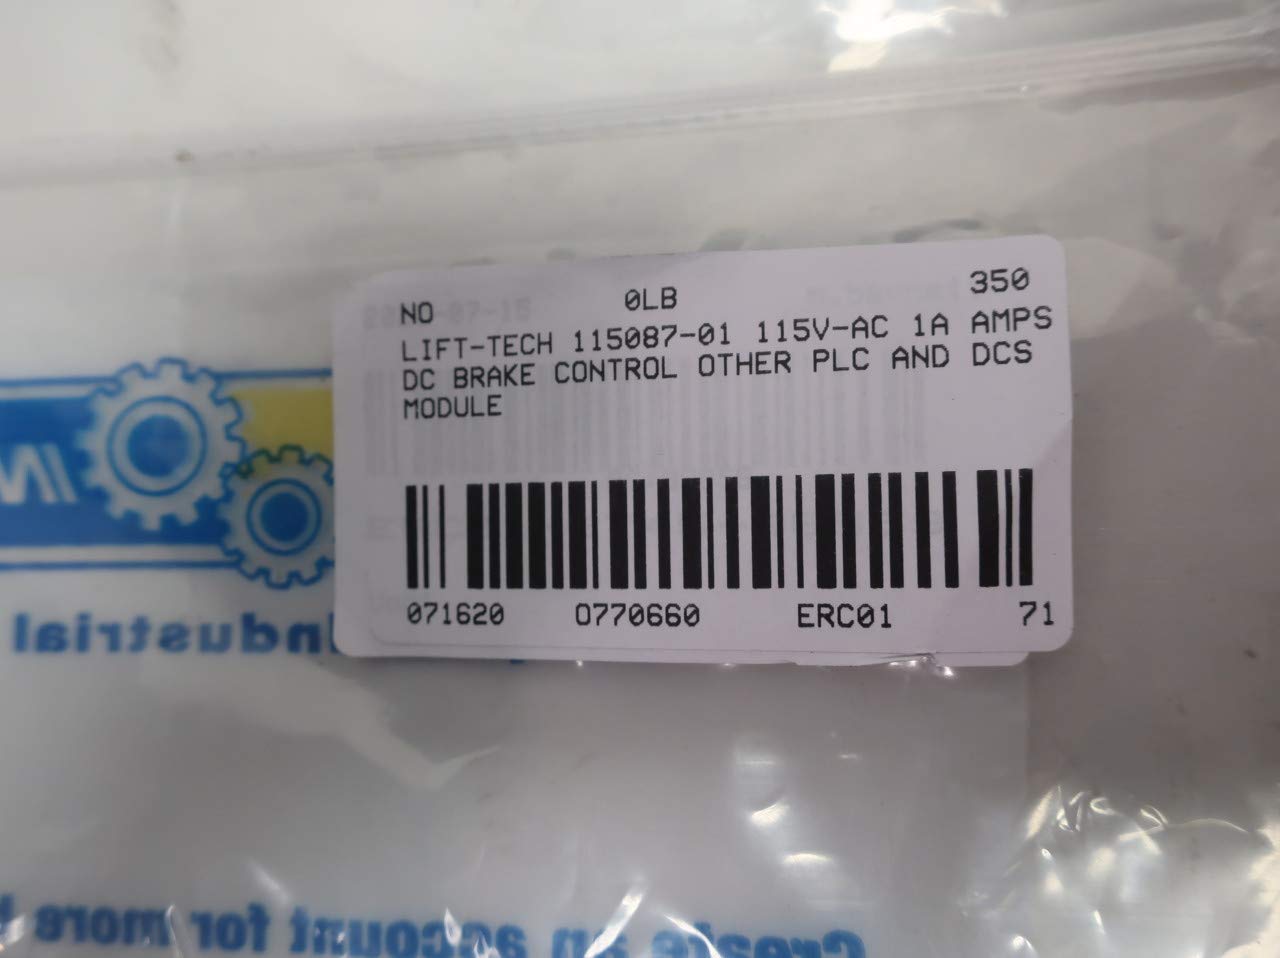 NO 0LB 350
LIFT-TECH 115087-01 115V-AC 1A AMPS
DC BRAKE CONTROL OTHER PLC AND DCS
MODULE
071620 O770660 ERC01 71
Industrial
Create an account for more